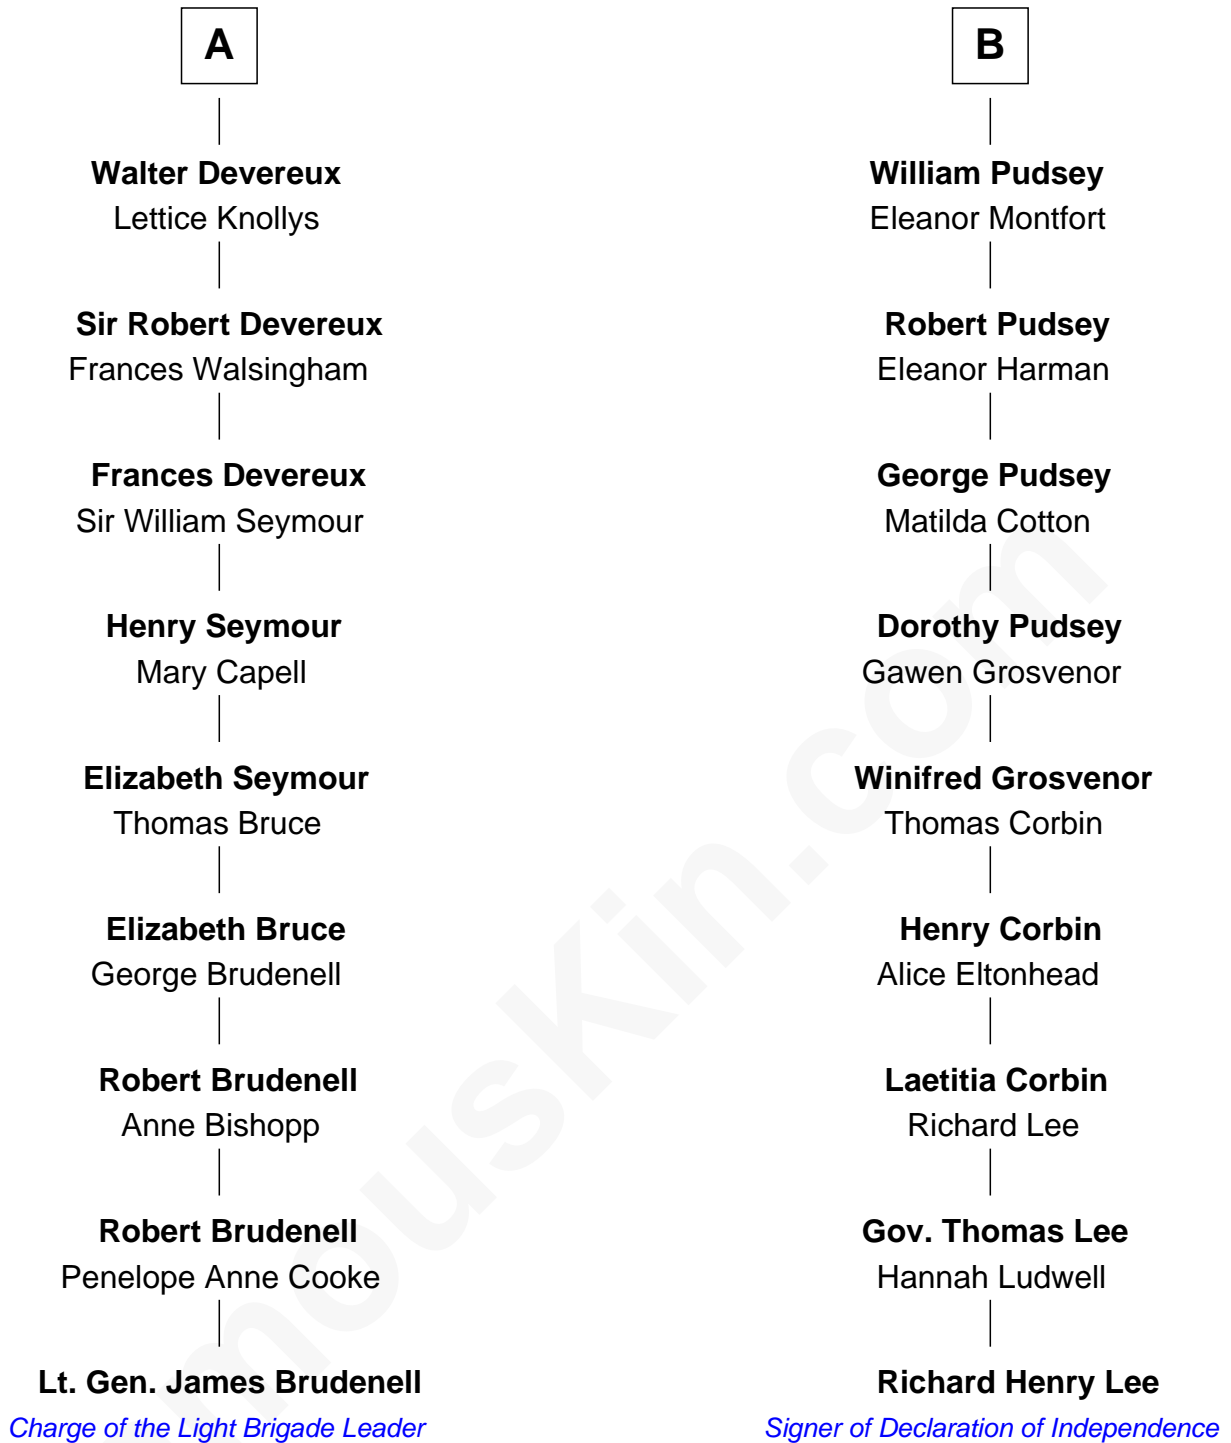 A
Walter Devereux
Lettice Knollys
Sir Robert Devereux
Frances Walsingham
Frances Devereux
Sir William Seymour
Henry Seymour
Mary Capell
Elizabeth Seymour
Thomas Bruce
Elizabeth Bruce
George Brudenell
Robert Brudenell
Anne Bishopp
Robert Brudenell
Penelope Anne Cooke
Lt. Gen. James Brudenell
Charge of the Light Brigade Leader
B
William Pudsey
Eleanor Montfort
Robert Pudsey
Eleanor Harman
George Pudsey
Matilda Cotton
Dorothy Pudsey
Gawen Grosvenor
Winifred Grosvenor
Thomas Corbin
Henry Corbin
Alice Eltonhead
Laetitia Corbin
Richard Lee
Gov. Thomas Lee
Hannah Ludwell
Richard Henry Lee
Signer of Declaration of Independence
mousKin.com